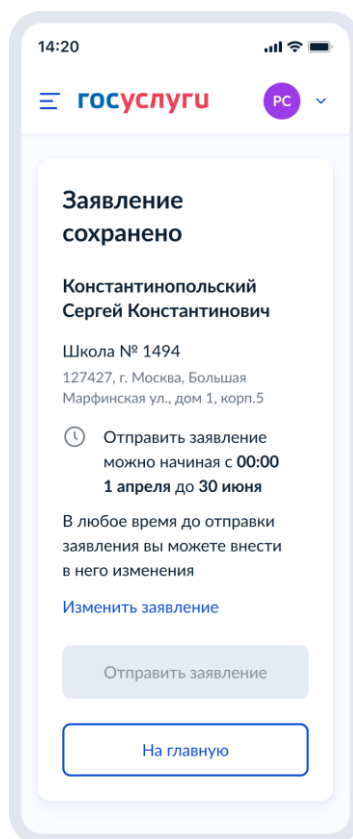 14:20
госуслуги
РС
Заявление
сохранено
Константинопольский
Сергей Константинович
Школа № 1494
127427, г. Москва, Большая
Марфинская ул., дом 1, корп.5
Отправить заявление
можно начиная с 00:00
1 апреля до 30 июня
В любое время до отправки
заявления вы можете внести
в него изменения
Изменить заявление
Отправить заявление
На главную